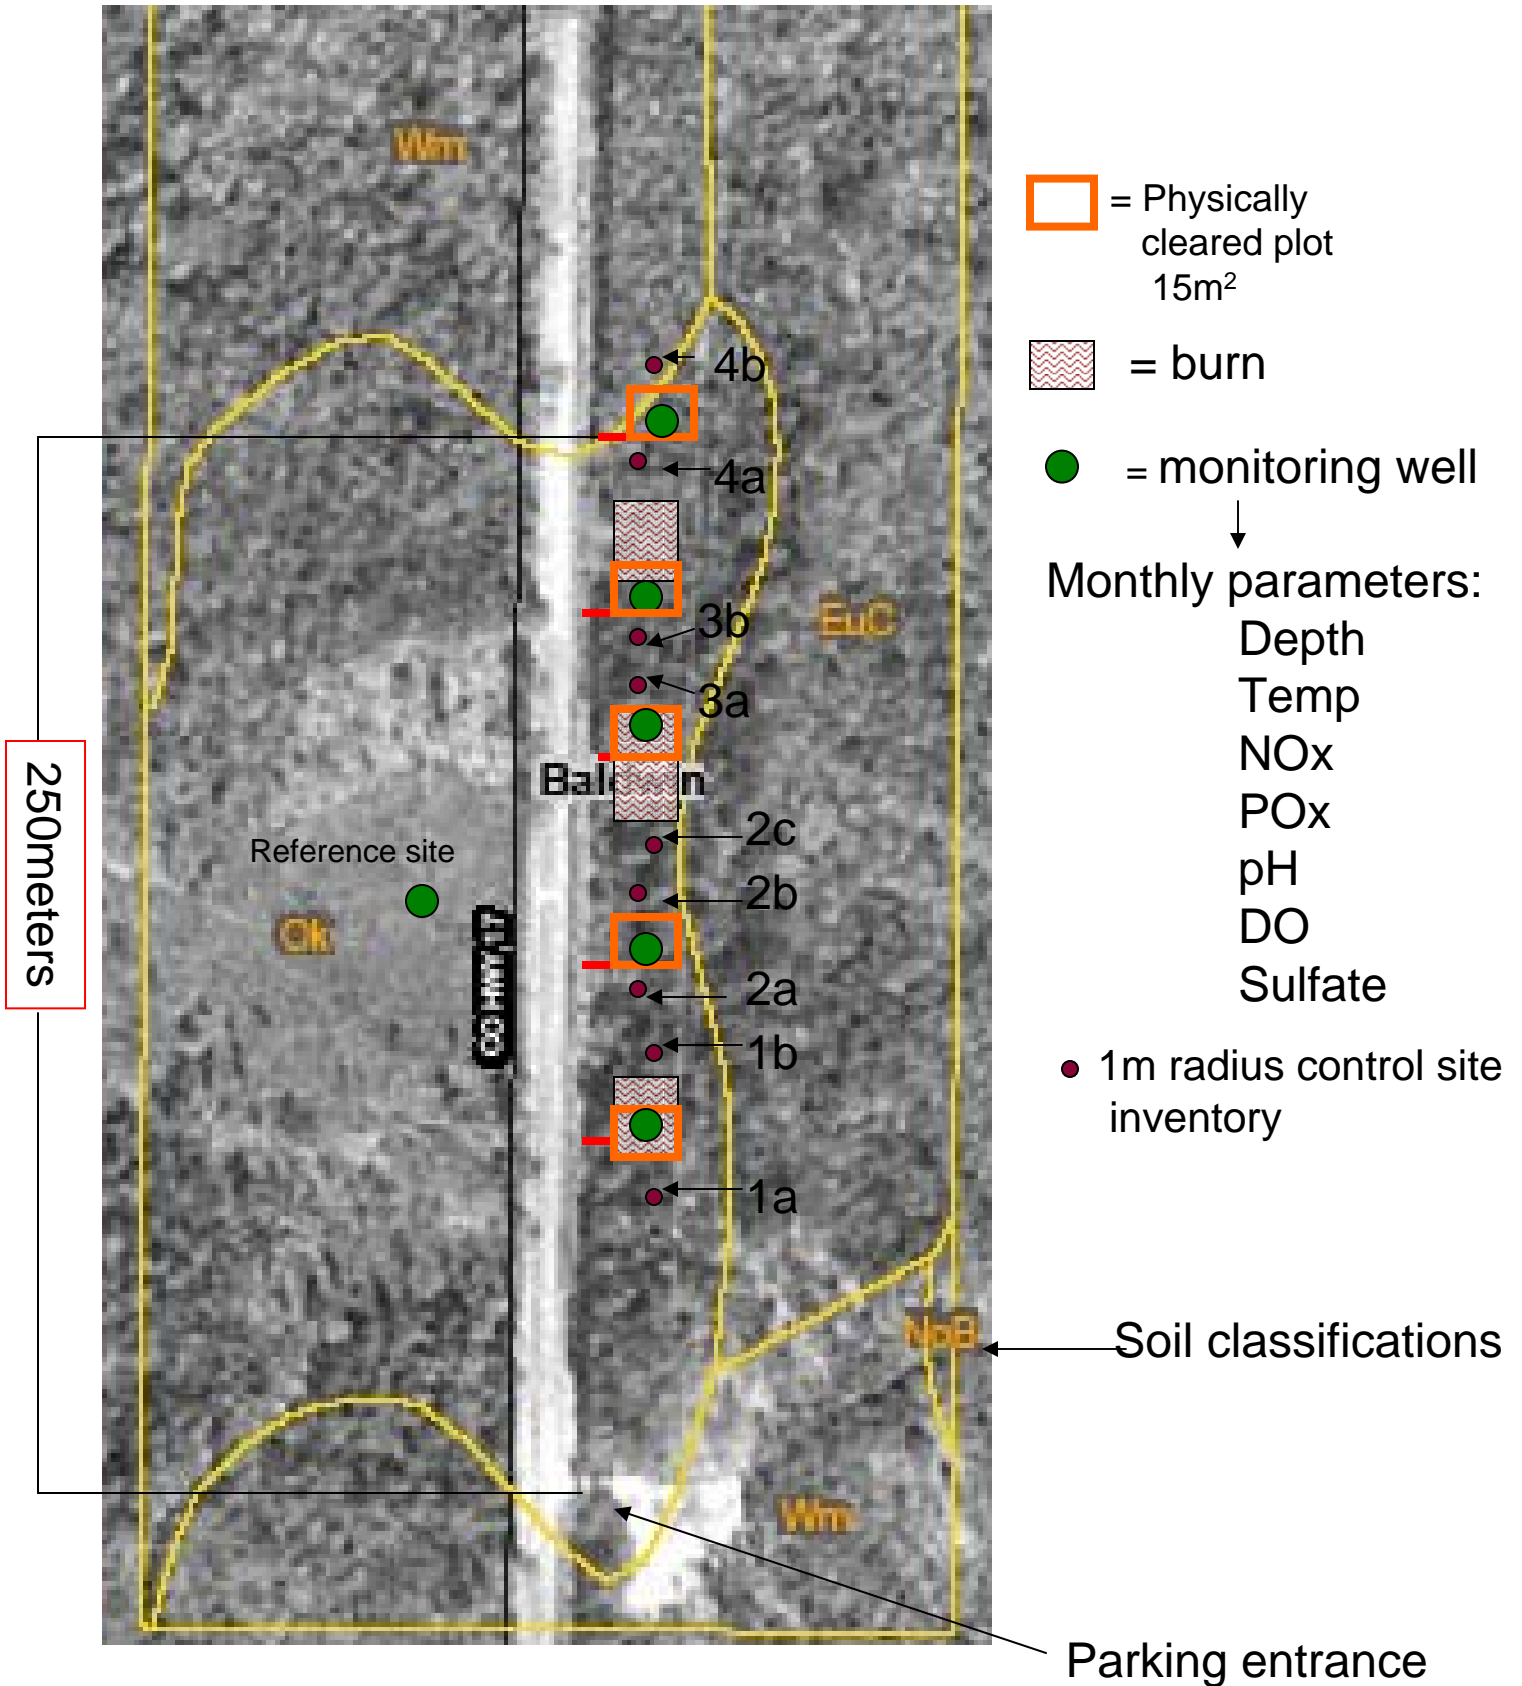 Wm
= Physically
cleared plot
15m²
= burn
4b
4a
= monitoring well
Monthly parameters:
Depth
Temp
NOx
POx
pH
DO
Sulfate
3b
EuC
3a
250meters
2c
Reference site
2b
2a
1b
1m radius control site
inventory
1a
NoB
Soil classifications
Wm
Parking entrance